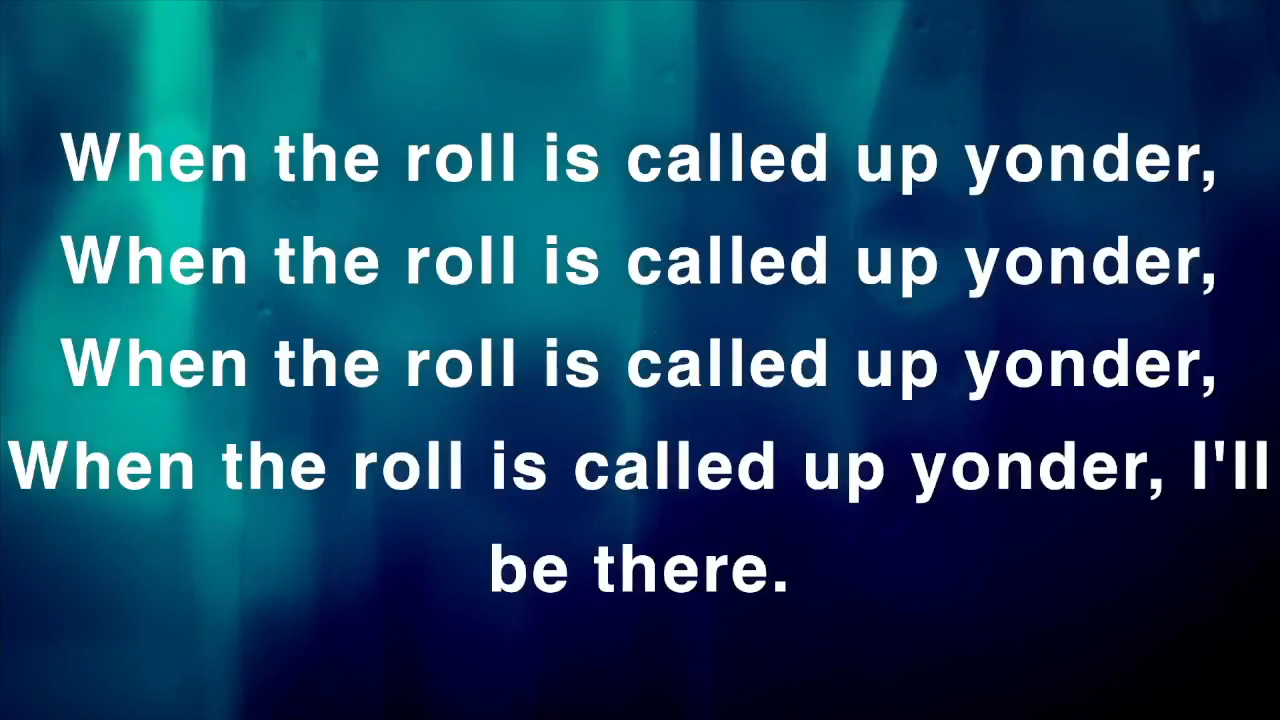 When the roll is called up yonder,
When the roll is called up yonder,
When the roll is called up yonder,
When the roll is called up yonder, I'll
be there.